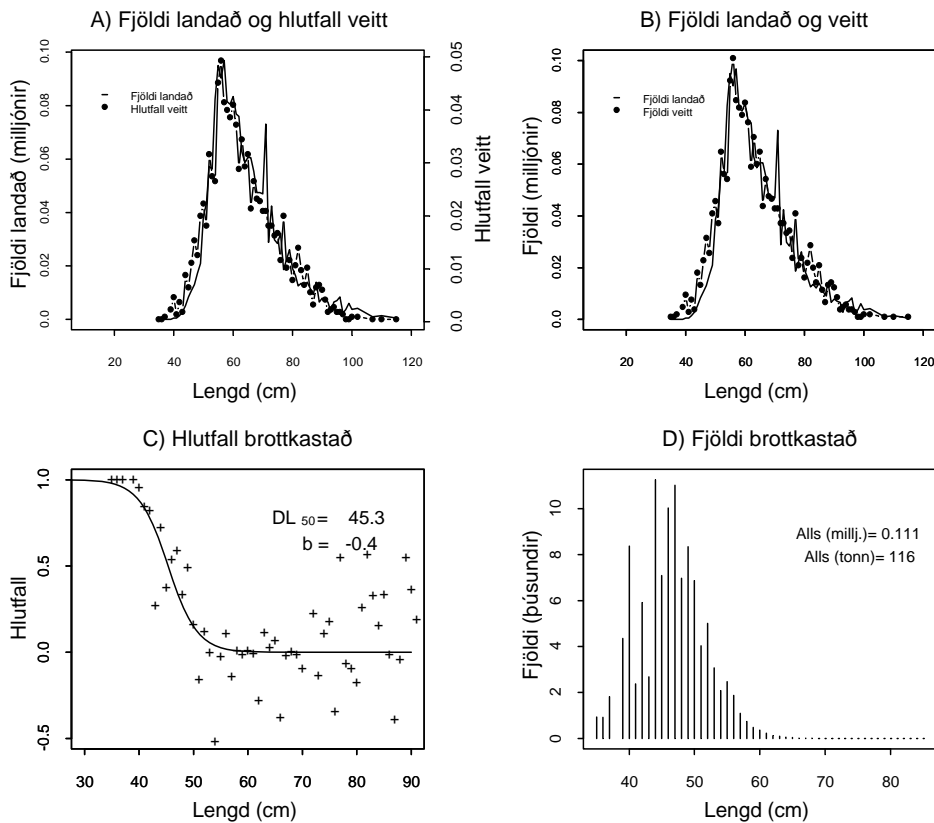 A) Fjöldi landað og hlutfall veitt
Fjöldi landað (milljónir)
0.0 0.02 0.04 0.06 0.08 0.10
Fjöldi landað
Hlutfall veitt
0.0 0.01 0.02 0.03 0.04 0.05
Hlutfall veitt
20 40 60 80 100 120
Lengd (cm)
B) Fjöldi landað og veitt
Fjöldi (milljónir)
0.0 0.02 0.04 0.06 0.08 0.10
Fjöldi landað
Fjöldi veitt
20 40 60 80 100 120
Lengd (cm)
C) Hlutfall brottkastað
Hlutfall
-0.5 0.0 0.5 1.0
DL 50 = 45.3
b = -0.4
30 40 50 60 70 80 90
Lengd (cm)
D) Fjöldi brottkastað
Fjöldi (þúsundir)
0 2 4 6 8 10
Alls (millj.)= 0.111
Alls (tonn)= 116
40 50 60 70 80
Lengd (cm)